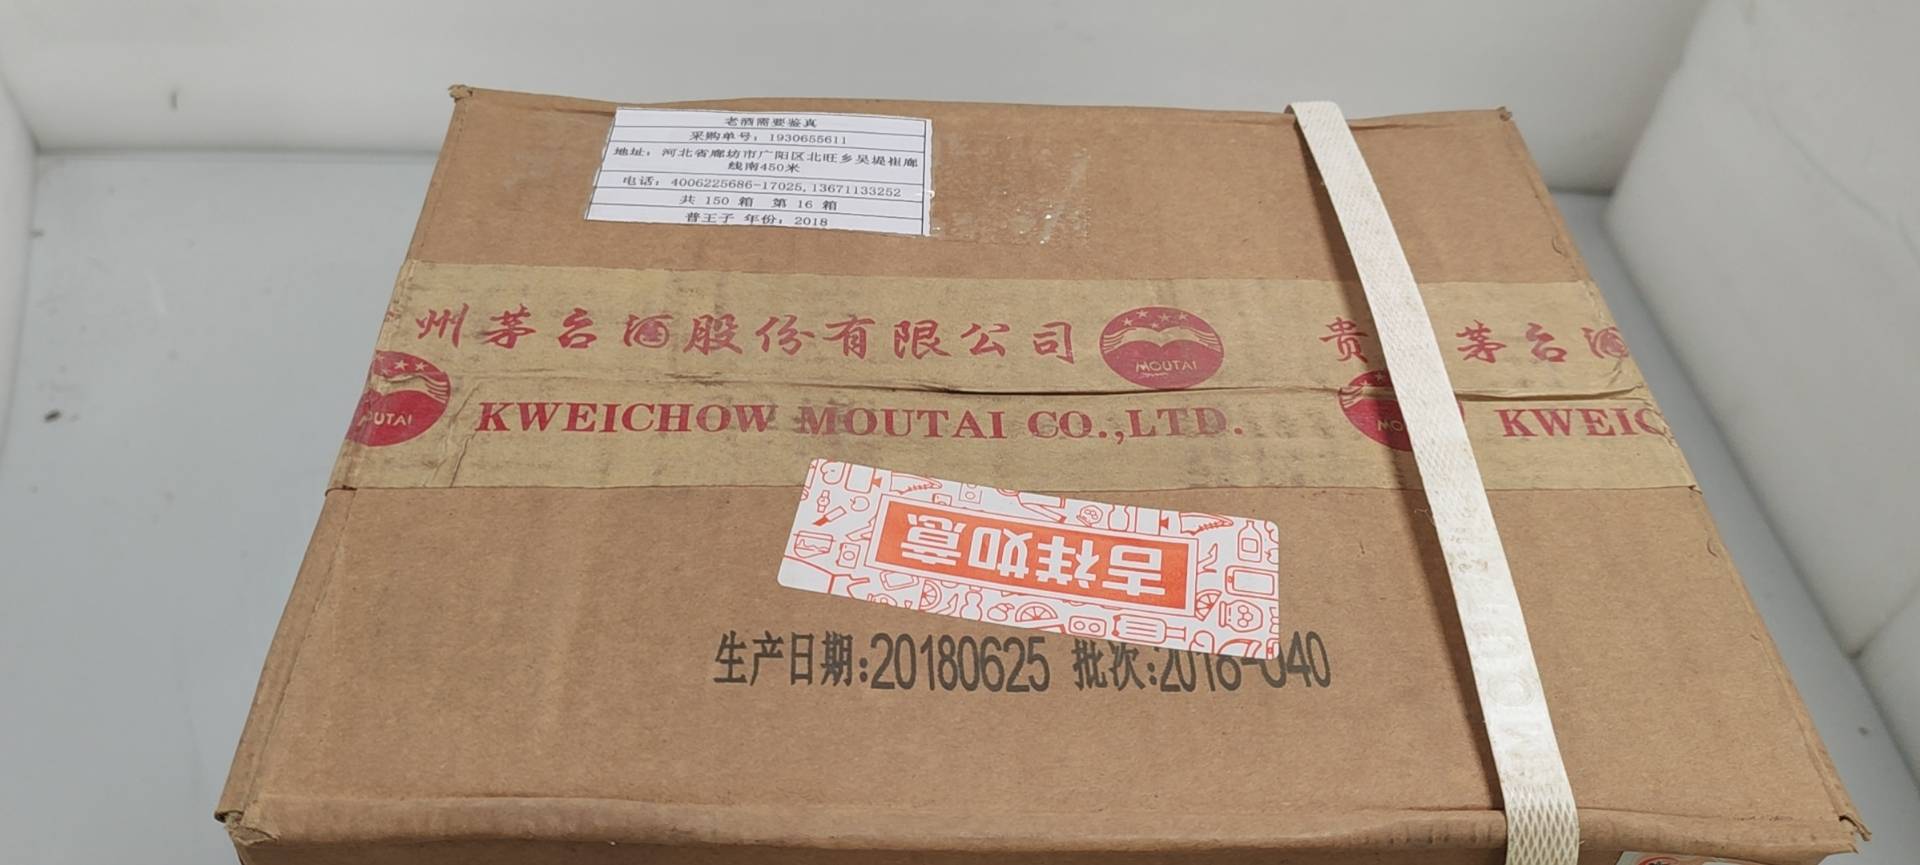 老酒需要鉴真
采购单号：1930655611
地址：河北省廊坊市广阳区北旺乡吴堤崔廊
线南450米
电话：4006225686-17025,13671133252
共 150 箱 第 16 箱
普王子 年份：2018
州茅台酒股份有限公司 MOUTAI 贵 茅台酒
MOUTAI KWEICHOW MOUTAI CO.,LTD. MO KWEIC
吉祥如意
生产日期:20180625 批次:2018-040